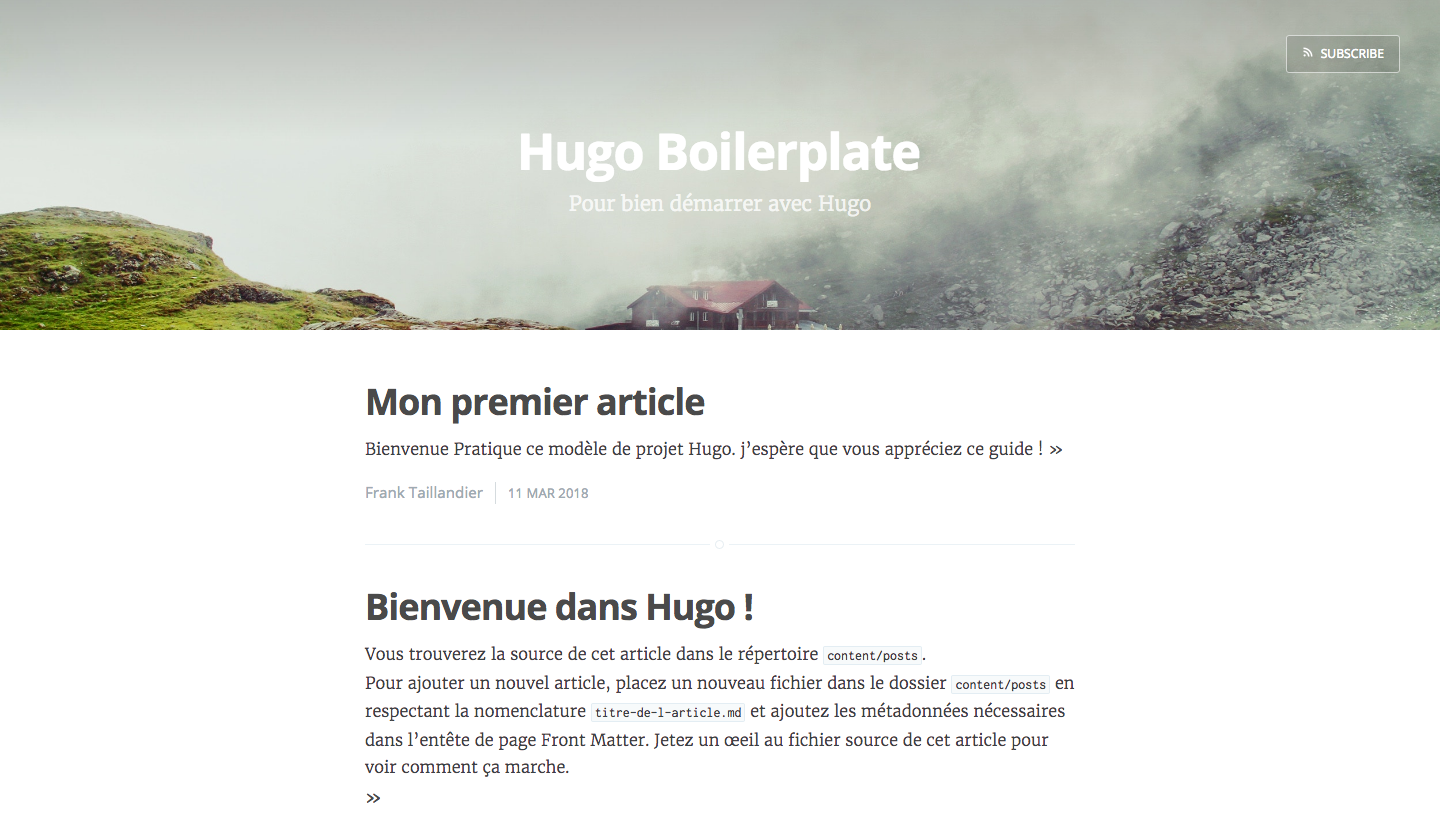 SUBSCRIBE
Hugo Boilerplate
Pour bien démarrer avec Hugo
Mon premier article
Bienvenue Pratique ce modèle de projet Hugo. j’espère que vous appréciez ce guide ! »
Frank Taillandier
11 MAR 2018
Bienvenue dans Hugo !
Vous trouverez la source de cet article dans le répertoire content/posts.
Pour ajouter un nouvel article, placez un nouveau fichier dans le dossier content/posts en
respectant la nomenclature titre-de-l-article.md et ajoutez les métadonnées nécessaires
dans l’entête de page Front Matter. Jetez un œeil au fichier source de cet article pour
voir comment ça marche.
»